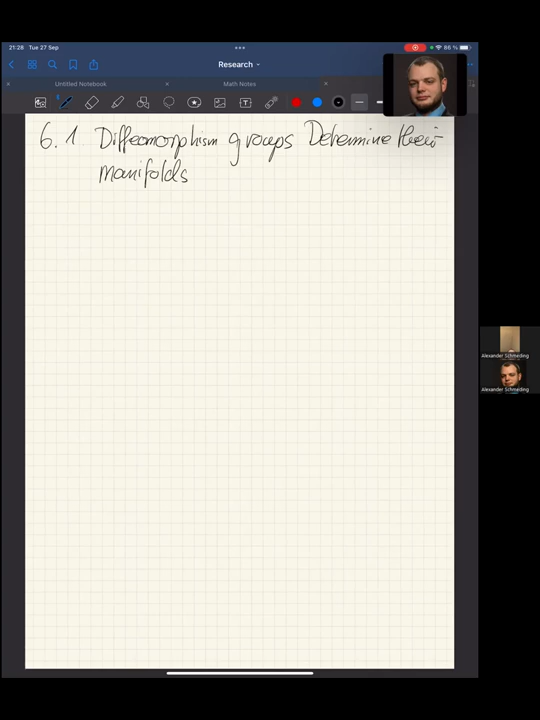 21:28 Tue 27 Sep
86 %
Research
Untitled Notebook
Math Notes
6.1 Diffeomorphism groups Determine their
manifolds
Alexander Schmeding
Alexander Schmeding